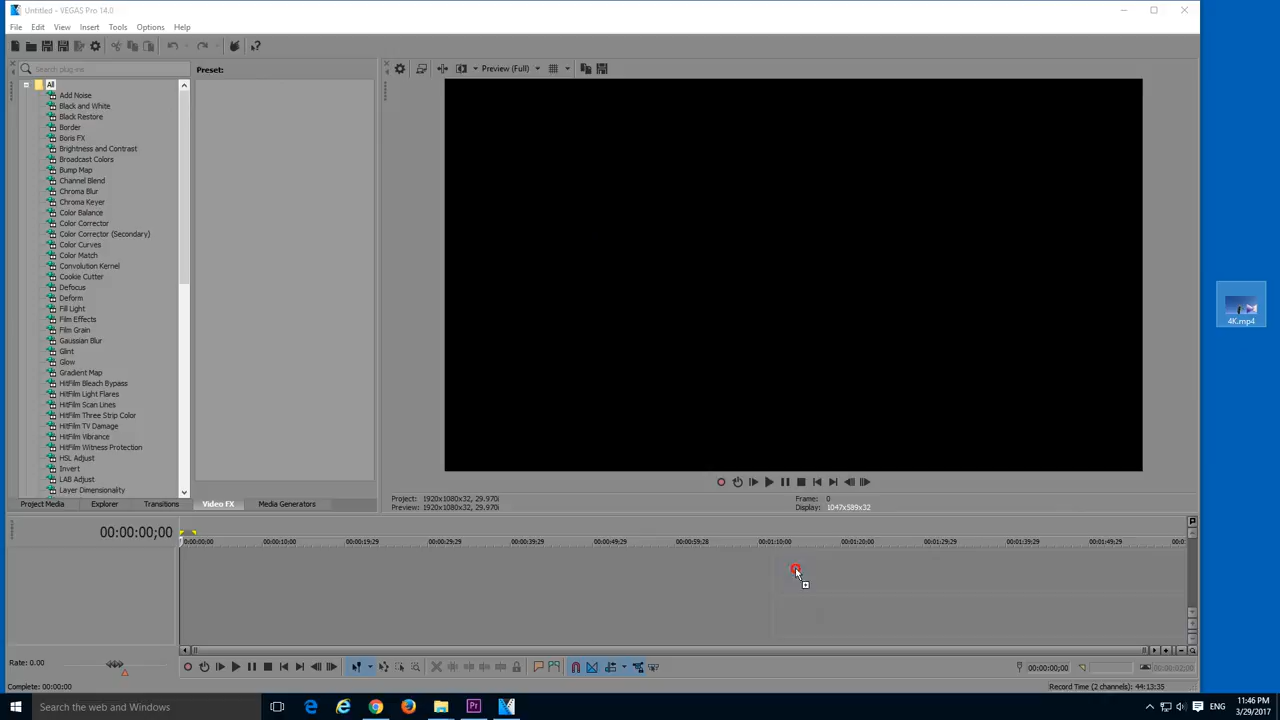 Untitled - VEGAS Pro 14.0
File Edit View Insert Tools Options Help
Search plug-ins
Preset:
Preview (Full)
All
Add Noise
Black and White
Black Restore
Border
Boris FX
Brightness and Contrast
Broadcast Colors
Bump Map
Channel Blend
Chroma Blur
Chroma Keyer
Color Balance
Color Corrector
Color Corrector (Secondary)
Color Curves
Color Match
Convolution Kernel
Cookie Cutter
Defocus
Deform
Fill Light
Film Effects
Film Grain
Gaussian Blur
Glint
Glow
Gradient Map
HitFilm Bleach Bypass
HitFilm Light Flares
HitFilm Scan Lines
HitFilm Three Strip Color
HitFilm TV Damage
HitFilm Vibrance
HitFilm Witness Protection
HSL Adjust
Invert
LAB Adjust
Layer Dimensionality
4K.mp4
Project Media Explorer Transitions Video FX Media Generators
Project: 1920x1080x32, 29.970i Frame: 0
Preview: 1920x1080x32, 29.970i Display: 1047x589x32
00:00:00;00
00:00:00 00:00:10:00 00:00:19:29 00:00:29:29 00:00:39:29 00:00:49:29 00:00:59:28 00:01:10:00 00:01:20:00 00:01:29:29 00:01:39:29 00:01:49:29
Rate: 0.00
00:00:00;00 00:00:02;00
Complete: 00:00:00
Record Time (2 channels): 44:13:35
Search the web and Windows
Pr
ENG
11:46 PM
3/29/2017